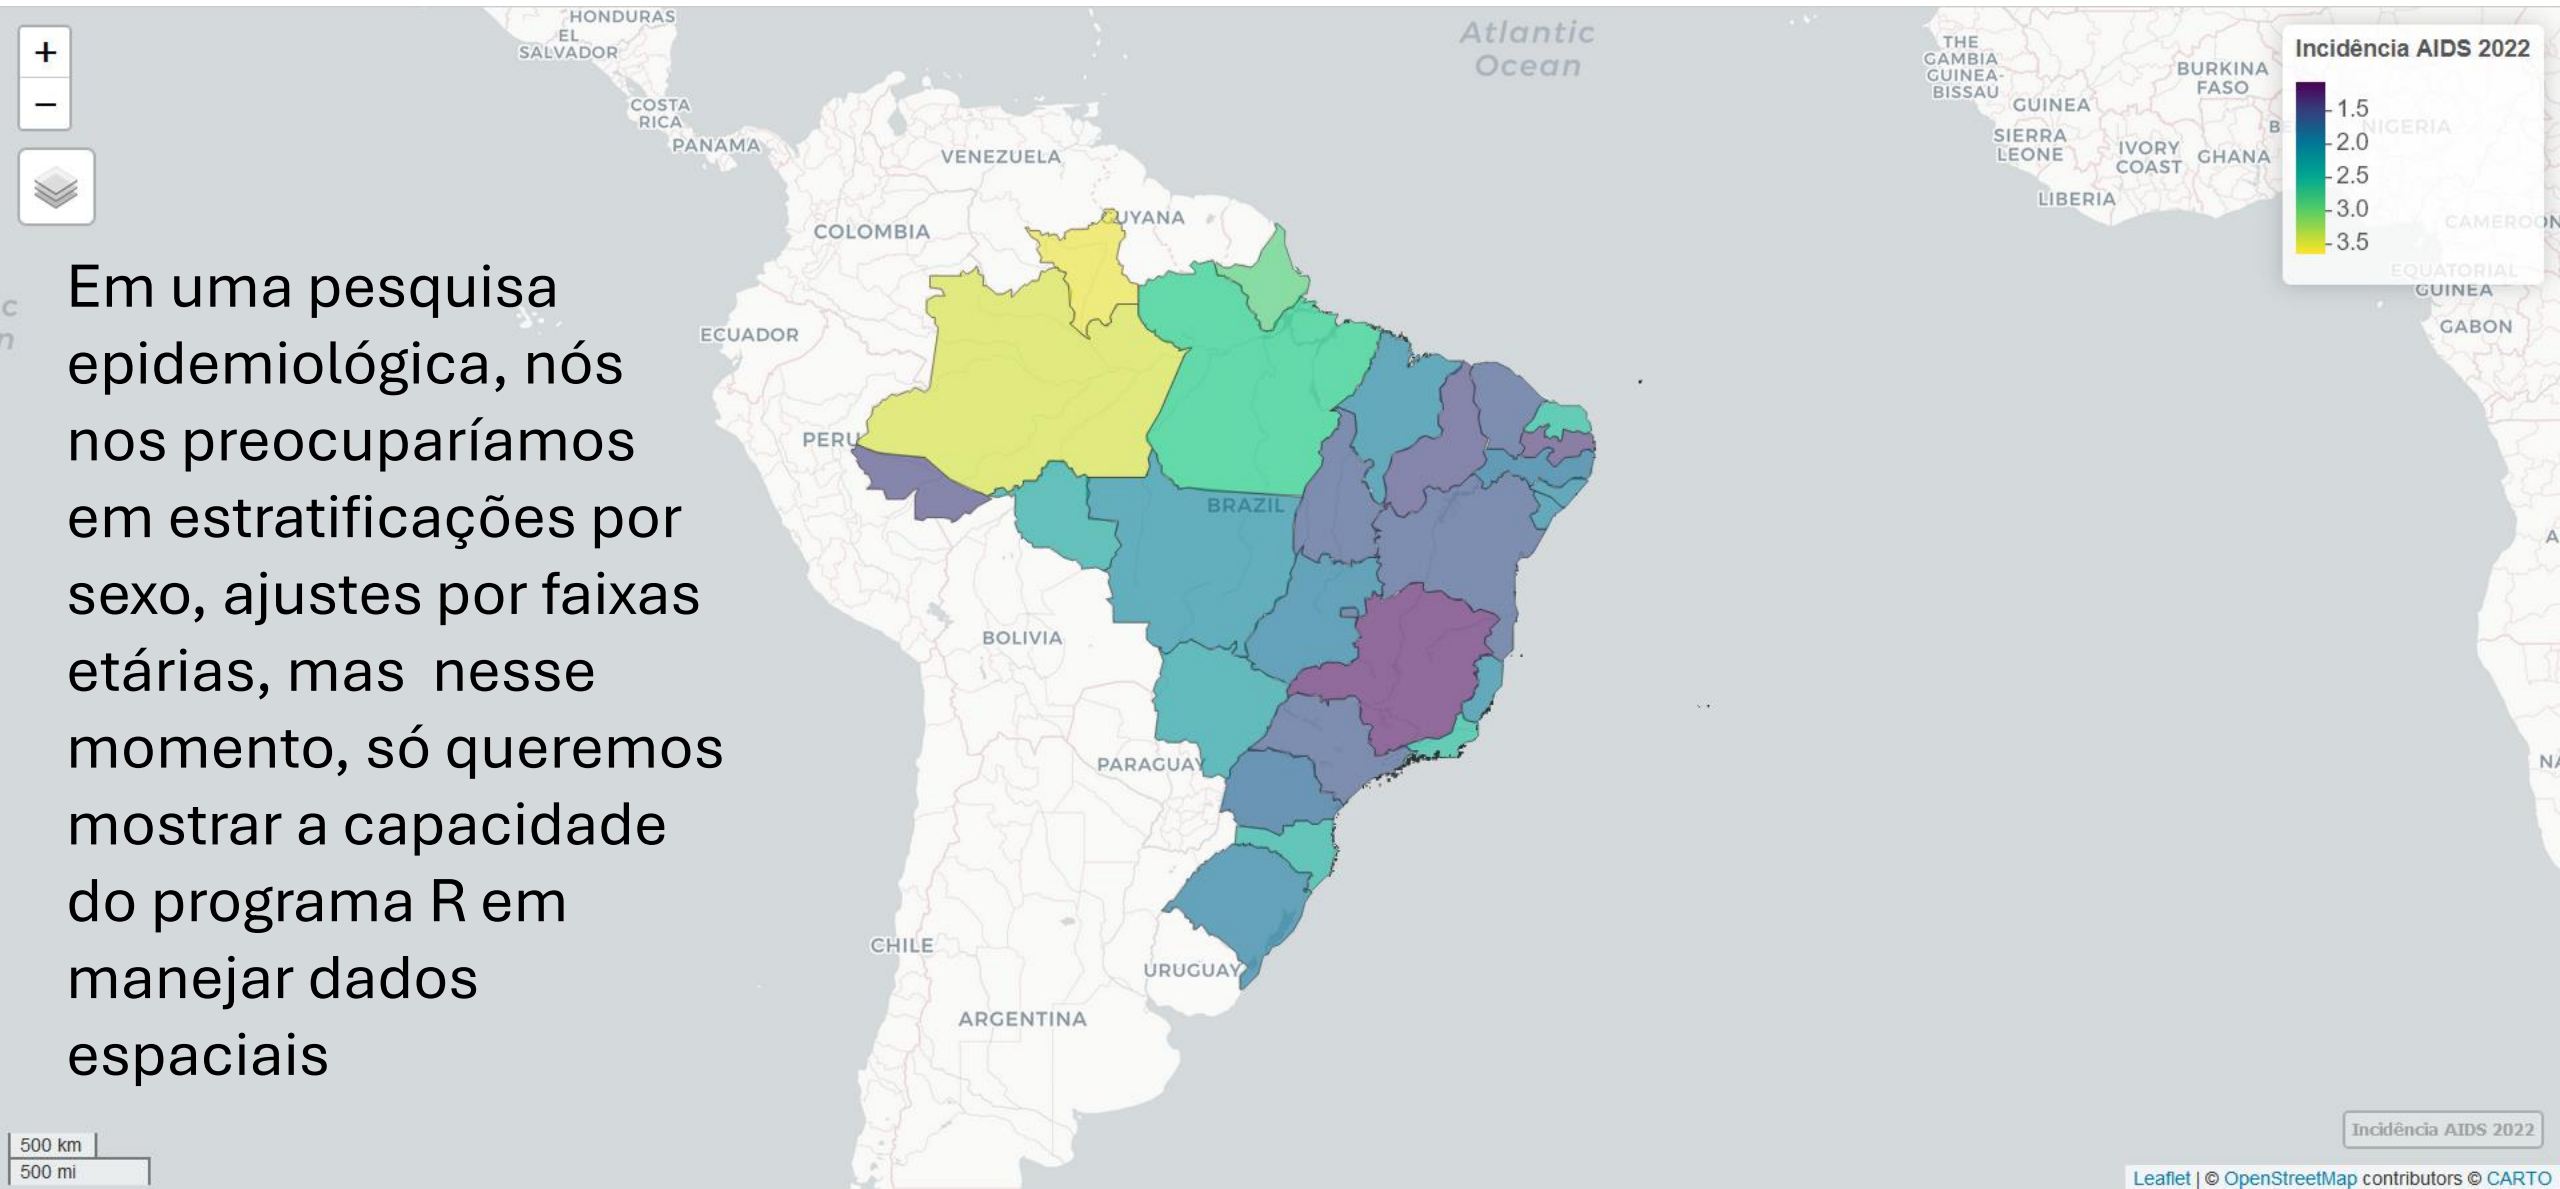 HONDURAS
EL
SALVADOR
COSTA
RICA
PANAMA
VENEZUELA
COLOMBIA
ECUADOR
PERU
BRAZIL
BOLIVIA
PARAGUAY
CHILE
URUGUAY
ARGENTINA
Atlantic
Ocean
THE
GAMBIA
GUINEA-
BISSAU
GUINEA
SIERRA
LEONE
LIBERIA
IVORY
COAST
GHANA
BURKINA
FASO
NIGERIA
CAMEROON
EQUATORIAL
GUINEA
GABON
+
−
Incidência AIDS 2022
1.5
2.0
2.5
3.0
3.5
Em uma pesquisa
epidemiológica, nós
nos preocuparíamos
em estratificações por
sexo, ajustes por faixas
etárias, mas  nesse
momento, só queremos
mostrar a capacidade
do programa R em
manejar dados
espaciais
500 km
500 mi
Incidência AIDS 2022
Leaflet | © OpenStreetMap contributors © CARTO